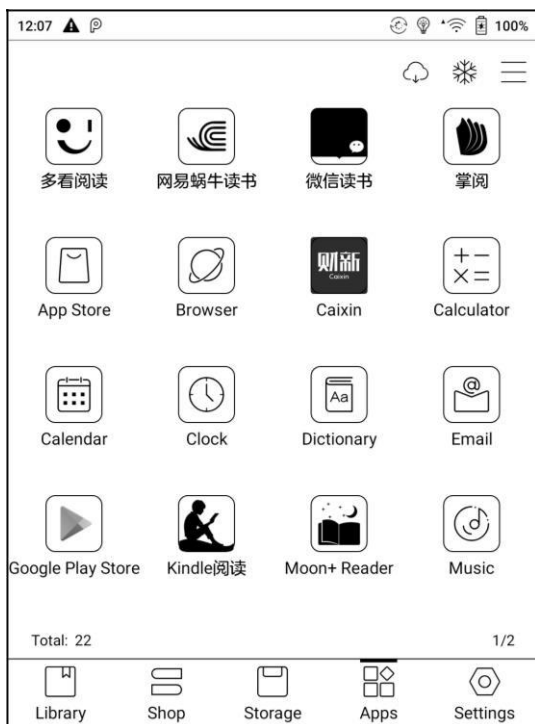 12:07 100%
多看阅读 网易蜗牛读书 微信读书 掌阅
财新
Caixin
App Store Browser Caixin Calculator
Aa @
Calendar Clock Dictionary Email
Google Play Store Kindle阅读 Moon+ Reader Music
Total: 22 1/2
Library Shop Storage Apps Settings